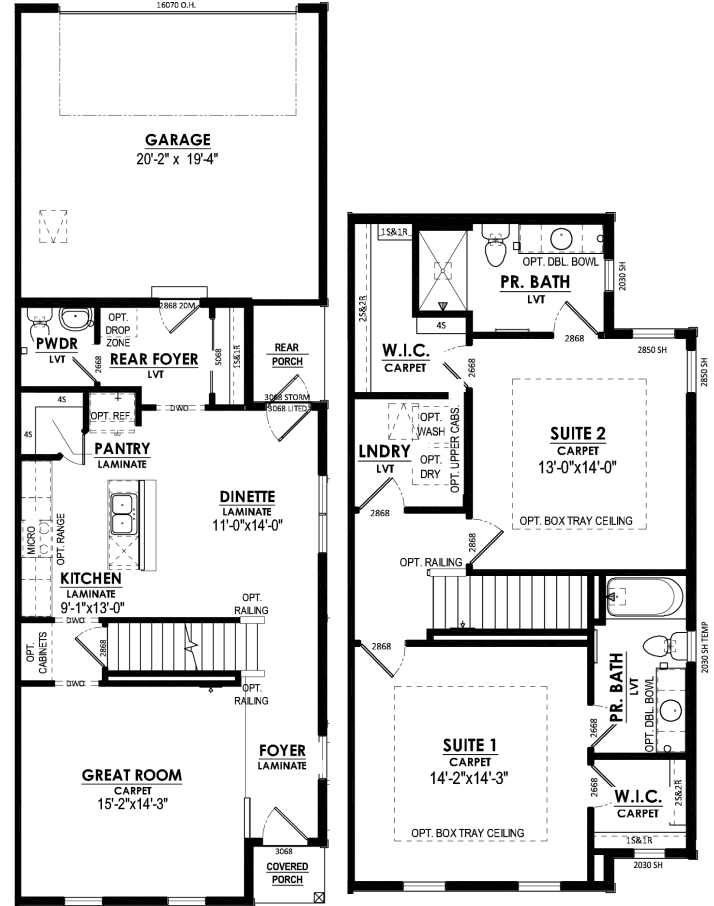 16070 O.H.
GARAGE
20'-2" x 19'-4"
2868 20M
OPT.
DROP
ZONE
PWDR
LVT
2668
REAR FOYER
LVT
5068
1S&1R
REAR
PORCH
3068 STORM
3068 LITED
DWO
4S
4S
OPT. REF.
PANTRY
LAMINATE
DINETTE
LAMINATE
11'-0"x14'-0"
MICRO
OPT. RANGE
KITCHEN
LAMINATE
9'-1"x13'-0"
OPT.
RAILING
DWO
OPT.
CABINETS
2868
DWO
OPT.
RAILING
FOYER
LAMINATE
GREAT ROOM
CARPET
15'-2"x14'-3"
3068
COVERED
PORCH
1S&1R
2S&2R
OPT. DBL. BOWL
PR. BATH
LVT
2030 SH
4S
2868
2850 SH
2850 SH
W.I.C.
CARPET
2668
OPT.
WASH
OPT.
DRY
OPT. UPPER CABS.
LNDRY
LVT
2868
SUITE 2
CARPET
13'-0"x14'-0"
OPT. BOX TRAY CEILING
2868
OPT. RAILING
2868
2030 SH TEMP
PR. BATH
LVT
OPT. DBL. BOWL
2668
SUITE 1
CARPET
14'-2"x14'-3"
OPT. BOX TRAY CEILING
2668
W.I.C.
CARPET
2S&2R
1S&1R
2030 SH